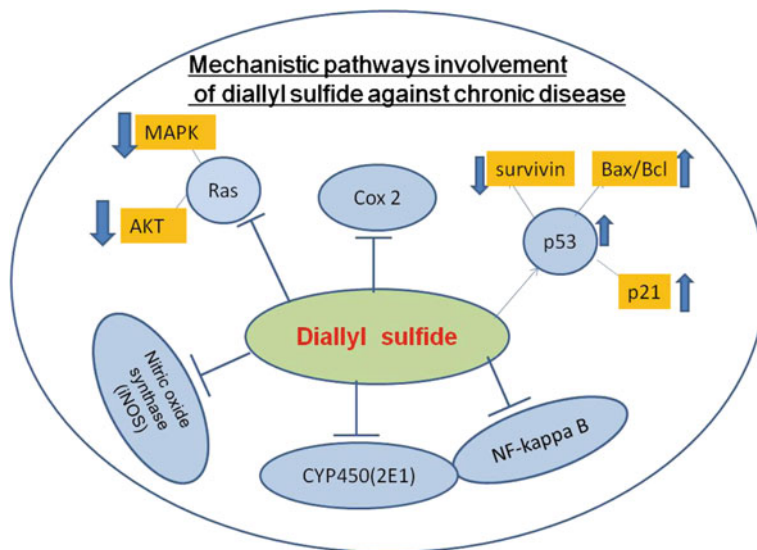 Mechanistic pathways involvement
of diallyl sulfide against chronic disease
MAPK
AKT
Ras
Cox 2
survivin
Bax/Bcl
p53
p21
Diallyl sulfide
Nitric oxide
synthase
(iNOS)
CYP450(2E1)
NF-kappa B